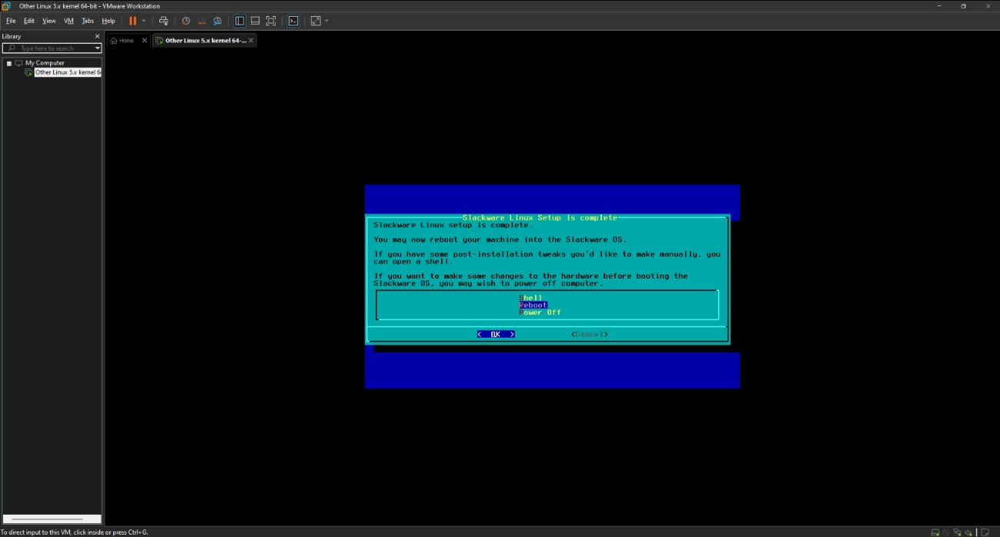 Other Linux 5.x kernel 64-bit - VMware Workstation
File Edit View VM Tabs Help
Library
Type here to search
My Computer
Other Linux 5.x kernel 6
Home
Other Linux 5.x kernel 64-...
Slackware Linux Setup is complete
Slackware Linux setup is complete.
You may now reboot your machine into the Slackware OS.
If you have some post-installation tweaks you'd like to make manually, you
can open a shell.
If you want to make some changes to the hardware before booting the
Slackware OS, you may wish to power off computer.
Shell
Reboot
Power Off
< OK > <Cancel>
To direct input to this VM, click inside or press Ctrl+G.